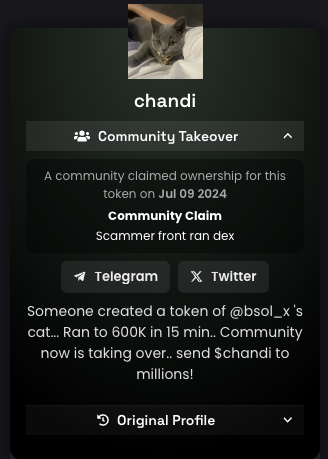 chandi
Community Takeover
A community claimed ownership for this
token on Jul 09 2024
Community Claim
Scammer front ran dex
Telegram
Twitter
Someone created a token of @bsol_x 's
cat... Ran to 600K in 15 min.. Community
now is taking over.. send $chandi to
millions!
Original Profile